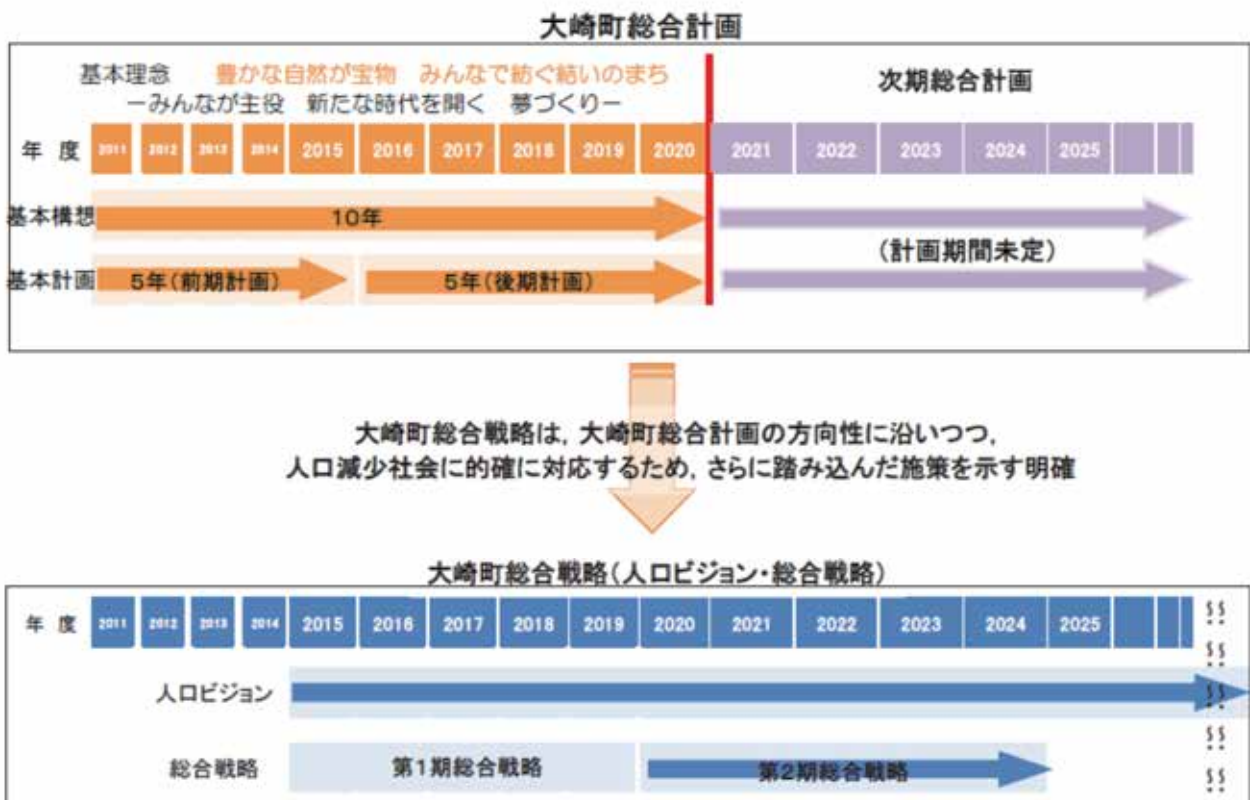 大崎町総合計画
基本理念 豊かな自然が宝物 みんなで紡ぐ結いのまち
ーみんなが主役 新たな時代を開く 夢づくりー
次期総合計画
年 度 2011 2012 2013 2014 2015 2016 2017 2018 2019 2020 2021 2022 2023 2024 2025
基本構想 10年
(計画期間未定)
基本計画 5年(前期計画) 5年(後期計画)
大崎町総合戦略は,大崎町総合計画の方向性に沿いつつ,
人口減少社会に的確に対応するため,さらに踏み込んだ施策を示す明確
大崎町総合戦略(人口ビジョン・総合戦略)
年 度 2011 2012 2013 2014 2015 2016 2017 2018 2019 2020 2021 2022 2023 2024 2025
人口ビジョン
総合戦略 第1期総合戦略 第2期総合戦略